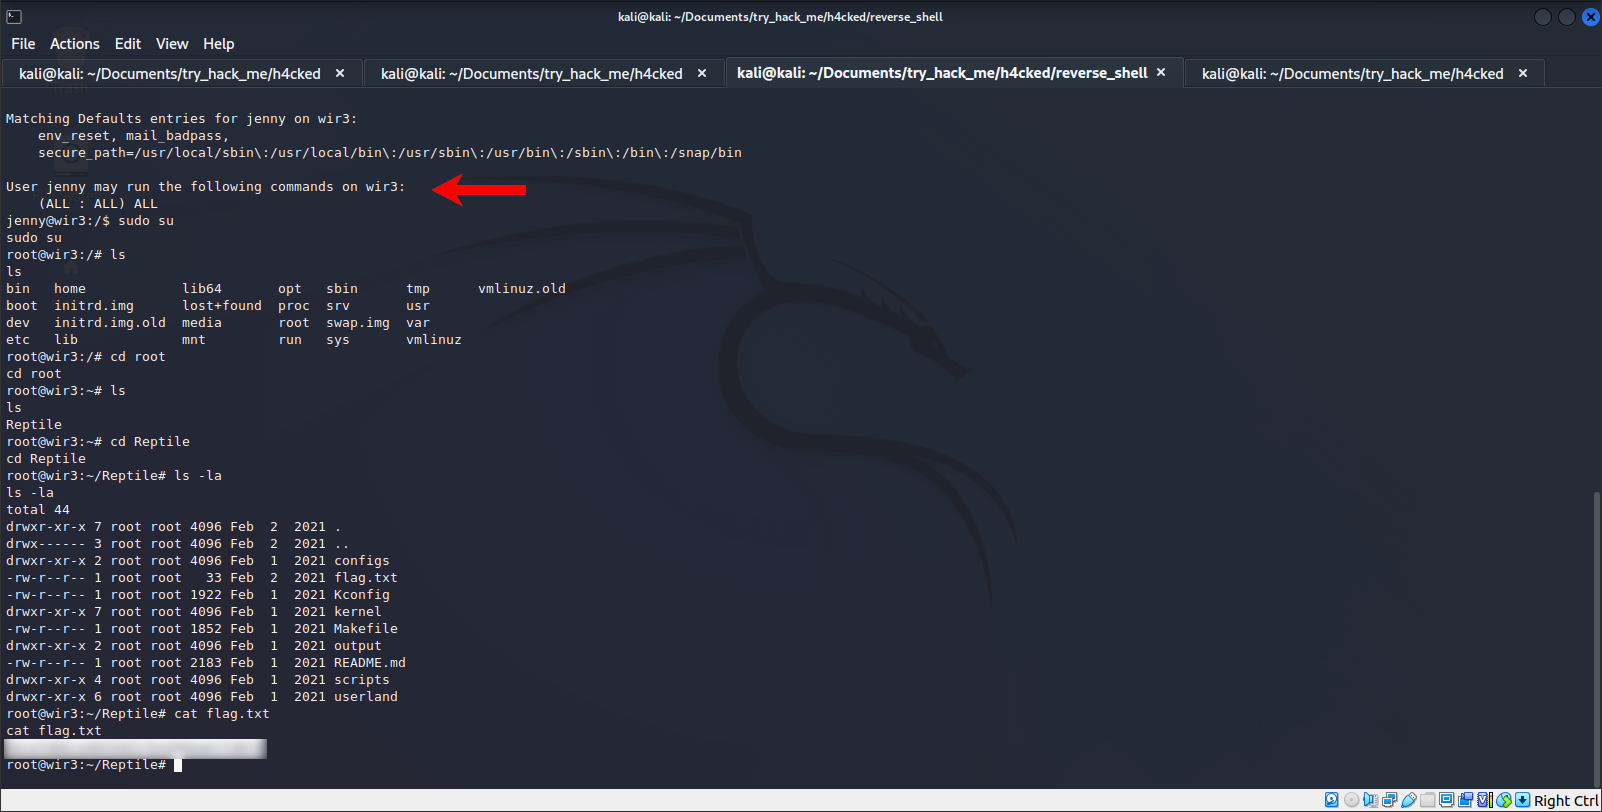 kali@kali: ~/Documents/try_hack_me/h4cked/reverse_shell
File Actions Edit View Help
kali@kali: ~/Documents/try_hack_me/h4cked × kali@kali: ~/Documents/try_hack_me/h4cked × kali@kali: ~/Documents/try_hack_me/h4cked/reverse_shell × kali@kali: ~/Documents/try_hack_me/h4cked ×
Matching Defaults entries for jenny on wir3:
    env_reset, mail_badpass,
    secure_path=/usr/local/sbin\:/usr/local/bin\:/usr/sbin\:/usr/bin\:/sbin\:/bin\:/snap/bin
User jenny may run the following commands on wir3:
    (ALL : ALL) ALL
jenny@wir3:/$ sudo su
sudo su
root@wir3:/# ls
ls
bin   home            lib64       opt   sbin      tmp      vmlinuz.old
boot  initrd.img      lost+found  proc  srv       usr
dev   initrd.img.old  media       root  swap.img  var
etc   lib             mnt         run   sys       vmlinuz
root@wir3:/# cd root
cd root
root@wir3:~# ls
ls
Reptile
root@wir3:~# cd Reptile
cd Reptile
root@wir3:~/Reptile# ls -la
ls -la
total 44
drwxr-xr-x 7 root root 4096 Feb  2  2021 .
drwx------ 3 root root 4096 Feb  2  2021 ..
drwxr-xr-x 2 root root 4096 Feb  1  2021 configs
-rw-r--r-- 1 root root   33 Feb  2  2021 flag.txt
-rw-r--r-- 1 root root 1922 Feb  1  2021 Kconfig
drwxr-xr-x 7 root root 4096 Feb  1  2021 kernel
-rw-r--r-- 1 root root 1852 Feb  1  2021 Makefile
drwxr-xr-x 2 root root 4096 Feb  1  2021 output
-rw-r--r-- 1 root root 2183 Feb  1  2021 README.md
drwxr-xr-x 4 root root 4096 Feb  1  2021 scripts
drwxr-xr-x 6 root root 4096 Feb  1  2021 userland
root@wir3:~/Reptile# cat flag.txt
cat flag.txt
root@wir3:~/Reptile#
Right Ctrl